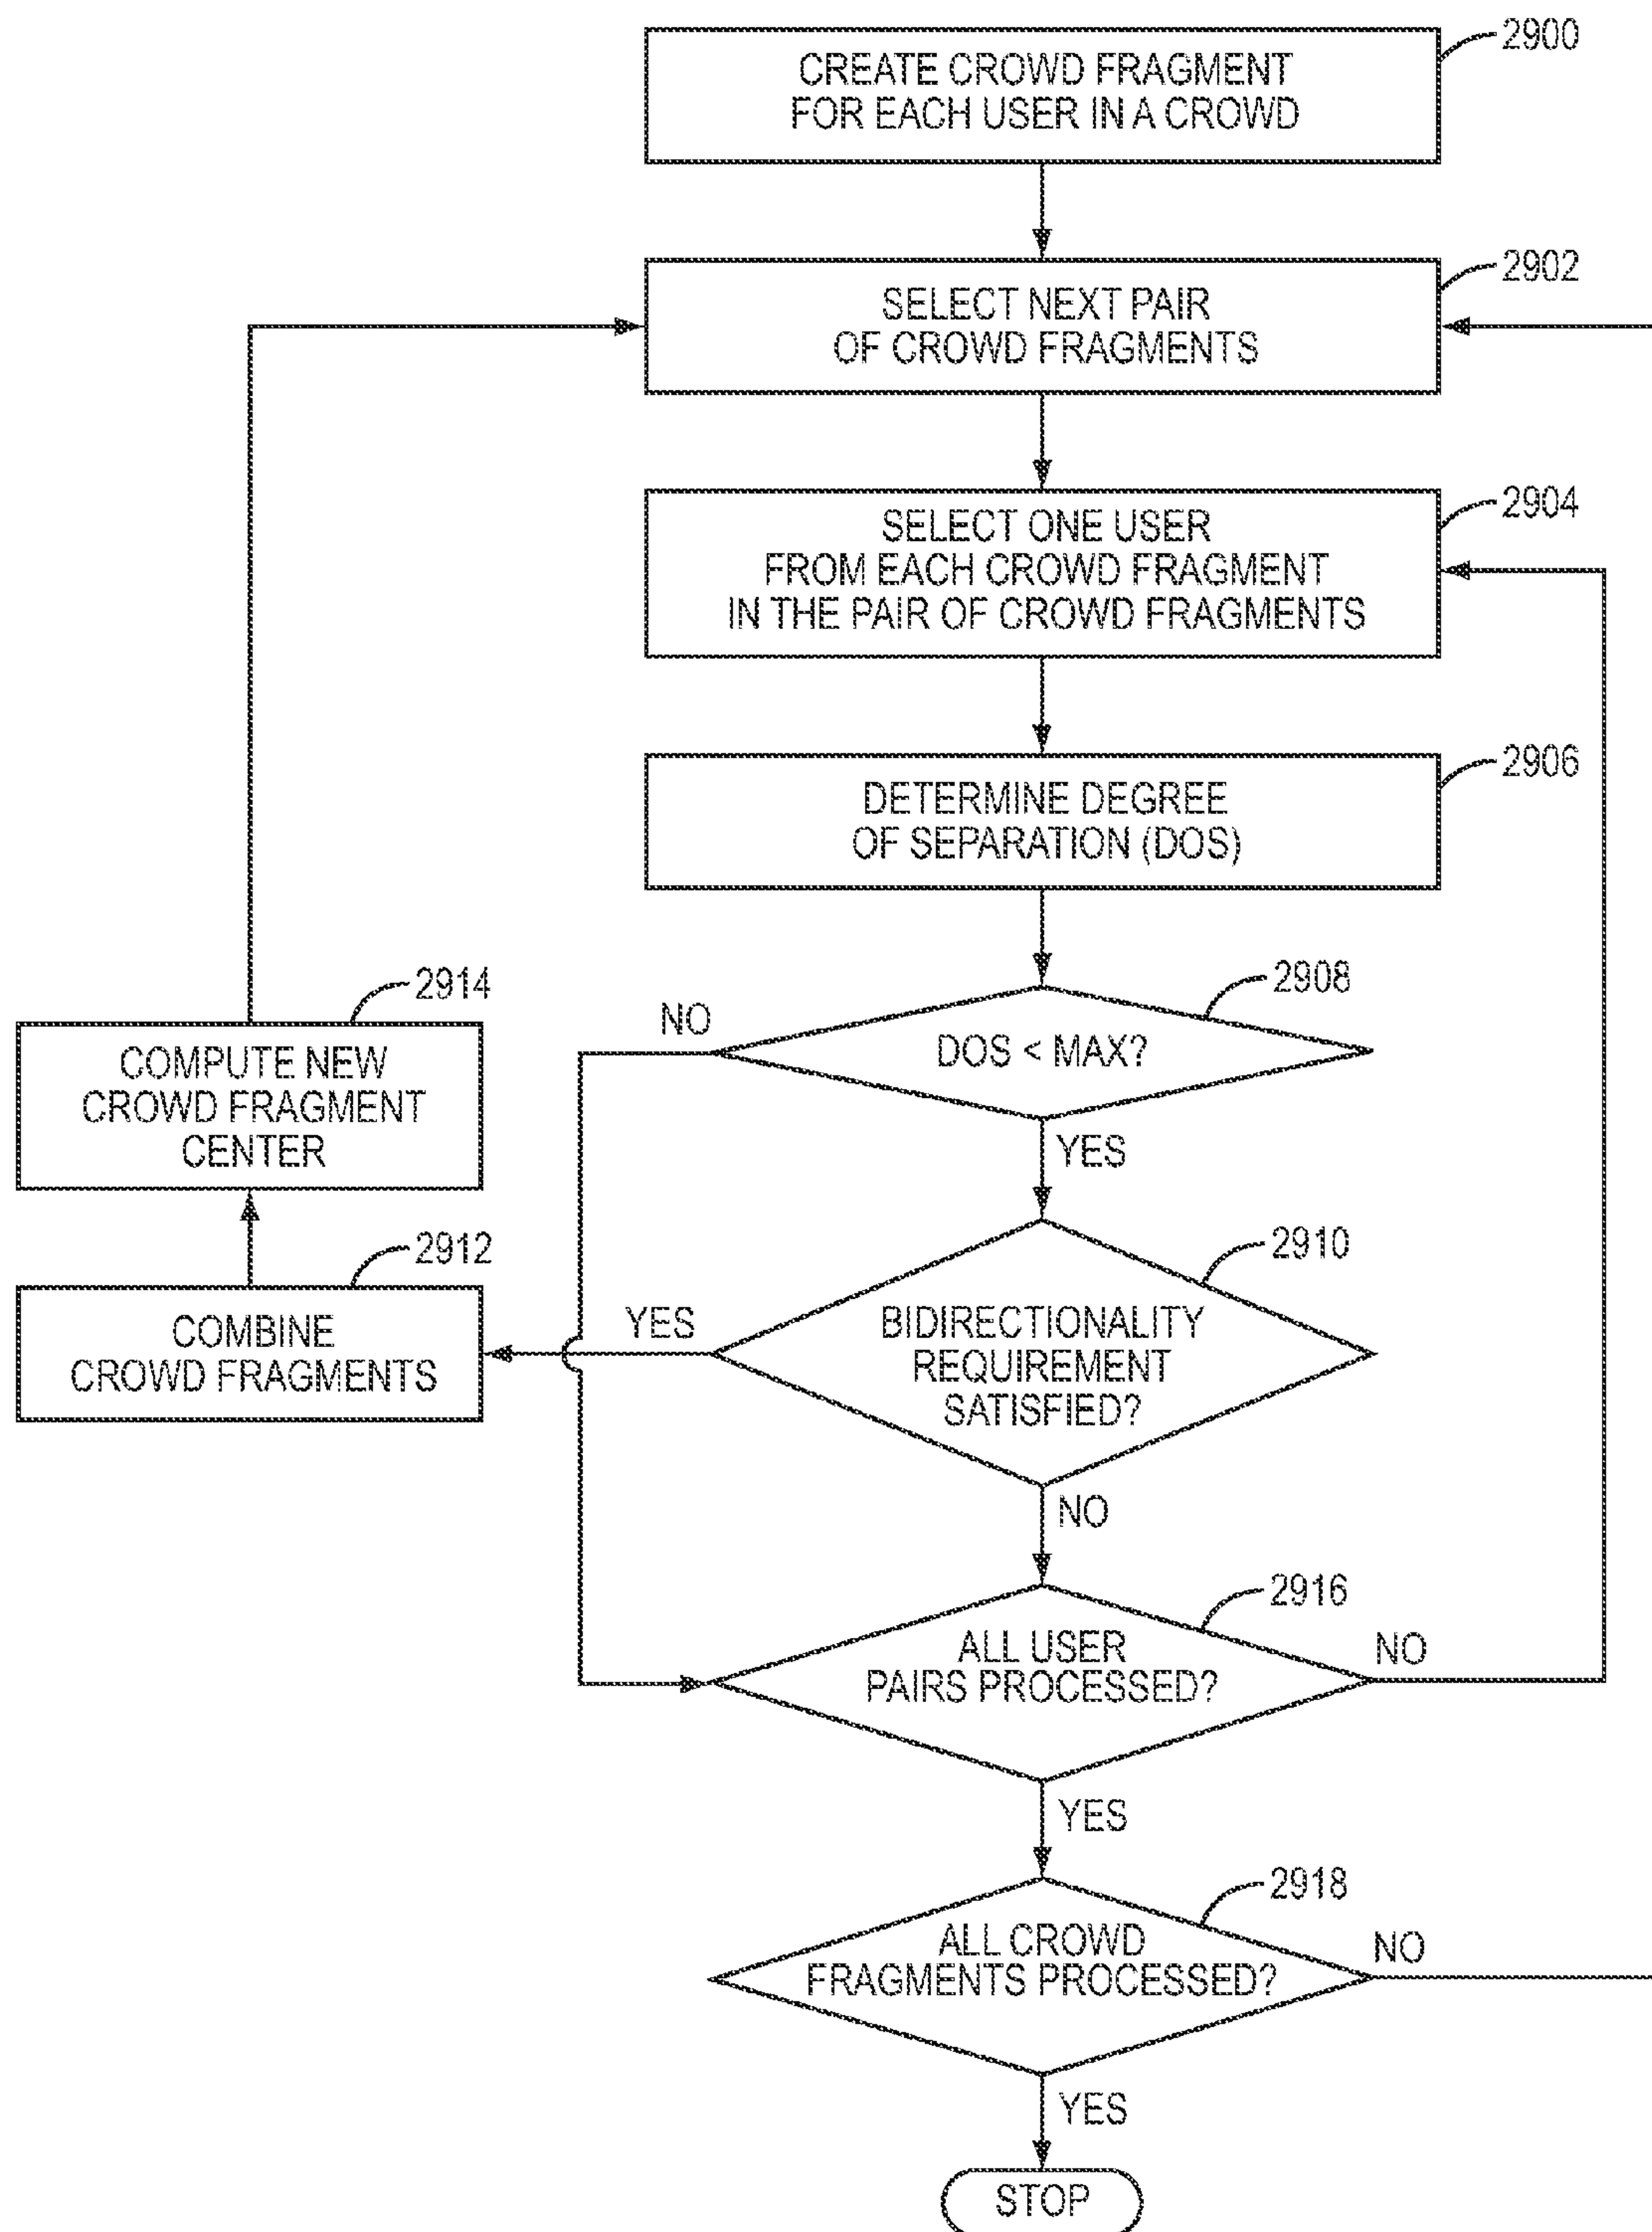 2900
CREATE CROWD FRAGMENT
FOR EACH USER IN A CROWD
2902
SELECT NEXT PAIR
OF CROWD FRAGMENTS
2904
SELECT ONE USER
FROM EACH CROWD FRAGMENT
IN THE PAIR OF CROWD FRAGMENTS
2906
DETERMINE DEGREE
OF SEPARATION (DOS)
2908
NO
DOS < MAX?
YES
2914
COMPUTE NEW
CROWD FRAGMENT
CENTER
2912
COMBINE
CROWD FRAGMENTS
2910
YES
BIDIRECTIONALITY
REQUIREMENT
SATISFIED?
NO
2916
ALL USER
PAIRS PROCESSED?
NO
YES
2918
ALL CROWD
FRAGMENTS PROCESSED?
NO
YES
STOP